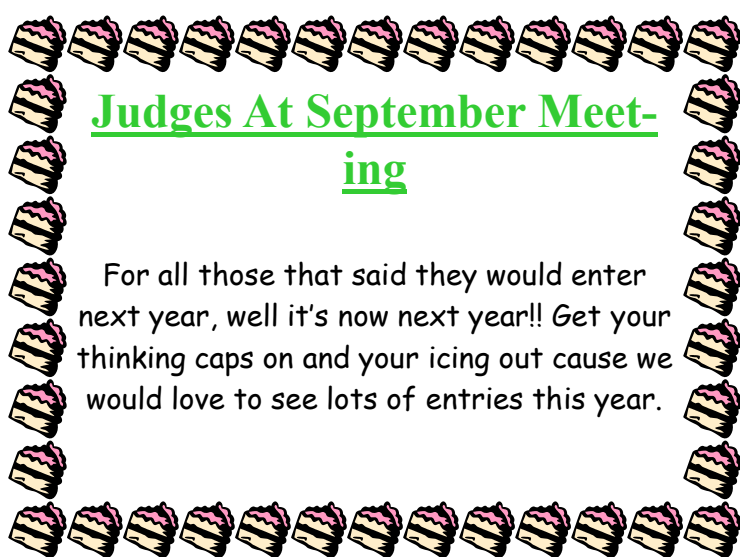 Judges At September Meet-
ing
For all those that said they would enter
next year, well it's now next year!! Get your
thinking caps on and your icing out cause we
would love to see lots of entries this year.